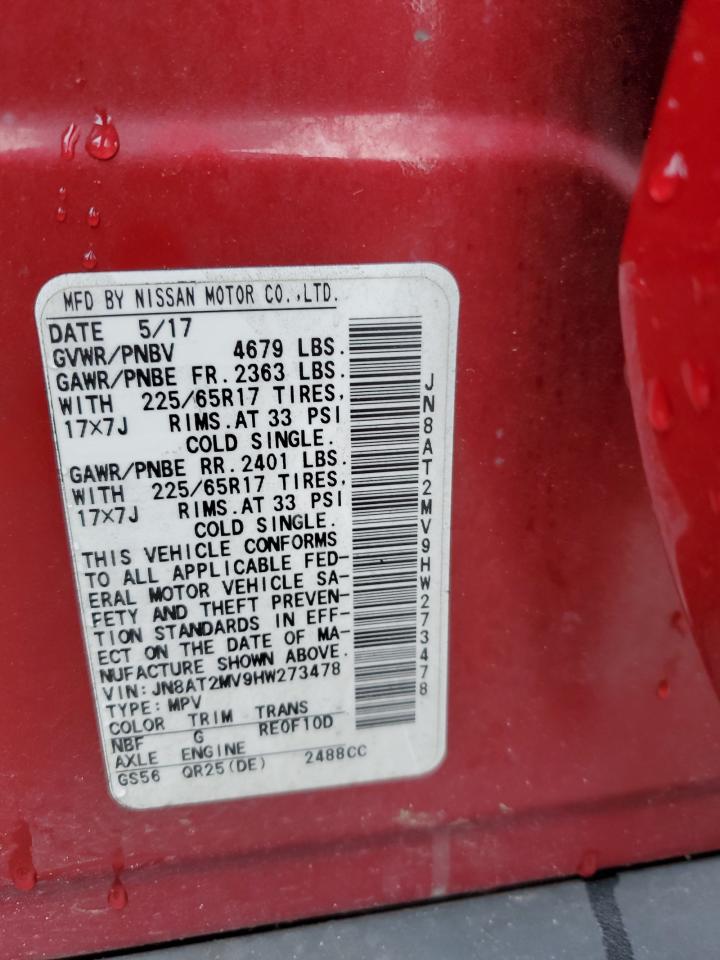 MFD BY NISSAN MOTOR CO.,LTD.
DATE 5/17
GVWR/PNBV 4679 LBS.
GAWR/PNBE FR. 2363 LBS.
WITH 225/65R17 TIRES,
17X7J RIMS. AT 33 PSI
COLD SINGLE.
GAWR/PNBE RR. 2401 LBS.
WITH 225/65R17 TIRES,
17X7J RIMS. AT 33 PSI
COLD SINGLE.
THIS VEHICLE CONFORMS
TO ALL APPLICABLE FED-
ERAL MOTOR VEHICLE SA-
FETY AND THEFT PREVEN-
TION STANDARDS IN EFF-
ECT ON THE DATE OF MA-
NUFACTURE SHOWN ABOVE.
VIN: JN8AT2MV9HW273478
TYPE: MPV
COLOR TRIM TRANS
NBF G RE0F10D
AXLE ENGINE
GS56 QR25(DE) 2488CC
JN8AT2MV9HW273478